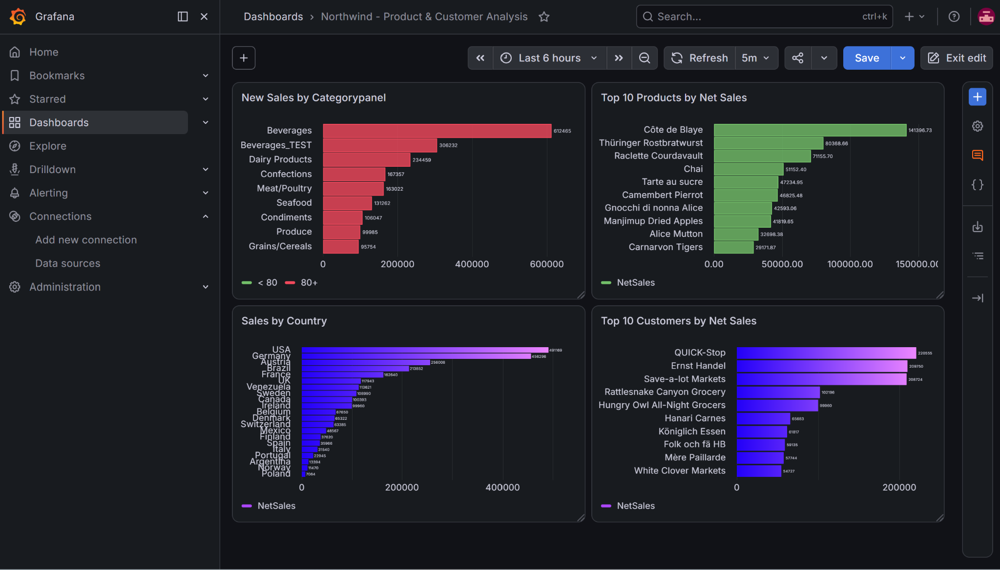 Grafana
Dashboards › Northwind - Product & Customer Analysis
Search...
ctrl+k
Home
Bookmarks
Starred
Dashboards
Explore
Drilldown
Alerting
Connections
Add new connection
Data sources
Administration
Last 6 hours
Refresh
5m
Save
Exit edit
New Sales by Categorypanel
Beverages 612465
Beverages_TEST 306232
Dairy Products 234459
Confections 167357
Meat/Poultry 163022
Seafood 131262
Condiments 106047
Produce 99985
Grains/Cereals 95754
0 200000 400000 600000
< 80 80+
Top 10 Products by Net Sales
Côte de Blaye 141396.73
Thüringer Rostbratwurst 80368.66
Raclette Courdavault 71155.70
Chai 51152.40
Tarte au sucre 47234.95
Camembert Pierrot 46825.48
Gnocchi di nonna Alice 42593.06
Manjimup Dried Apples 41819.65
Alice Mutton 32698.38
Carnarvon Tigers 29171.87
0.00 50000.00 100000.00 150000.00
NetSales
Sales by Country
USA 491169
Germany 456296
Austria 256008
Brazil 213852
France 162640
UK 117943
Venezuela 113621
Sweden 108990
Canada 100393
Ireland 99960
Belgium 67650
Denmark 65322
Switzerland 63385
Mexico 48567
Finland 37620
Spain 35966
Italy 31540
Portugal 22945
Argentina 13394
Norway 11470
Poland 7064
0 200000 400000
NetSales
Top 10 Customers by Net Sales
QUICK-Stop 220555
Ernst Handel 209750
Save-a-lot Markets 208724
Rattlesnake Canyon Grocery 102196
Hungry Owl All-Night Grocers 99960
Hanari Carnes 65683
Königlich Essen 61817
Folk och fä HB 59135
Mère Paillarde 57744
White Clover Markets 54727
0 200000
NetSales